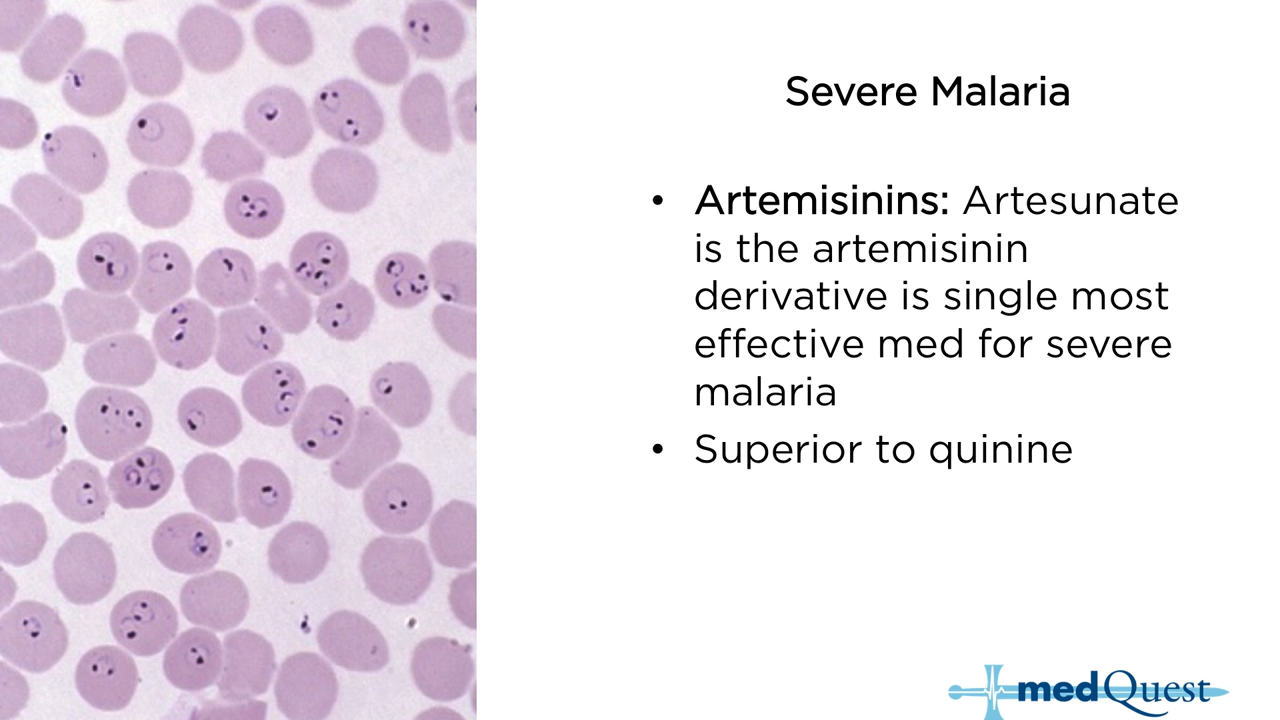 Severe Malaria
• Artemisinins: Artesunate
is the artemisinin
derivative is single most
effective med for severe
malaria
• Superior to quinine
medQuest